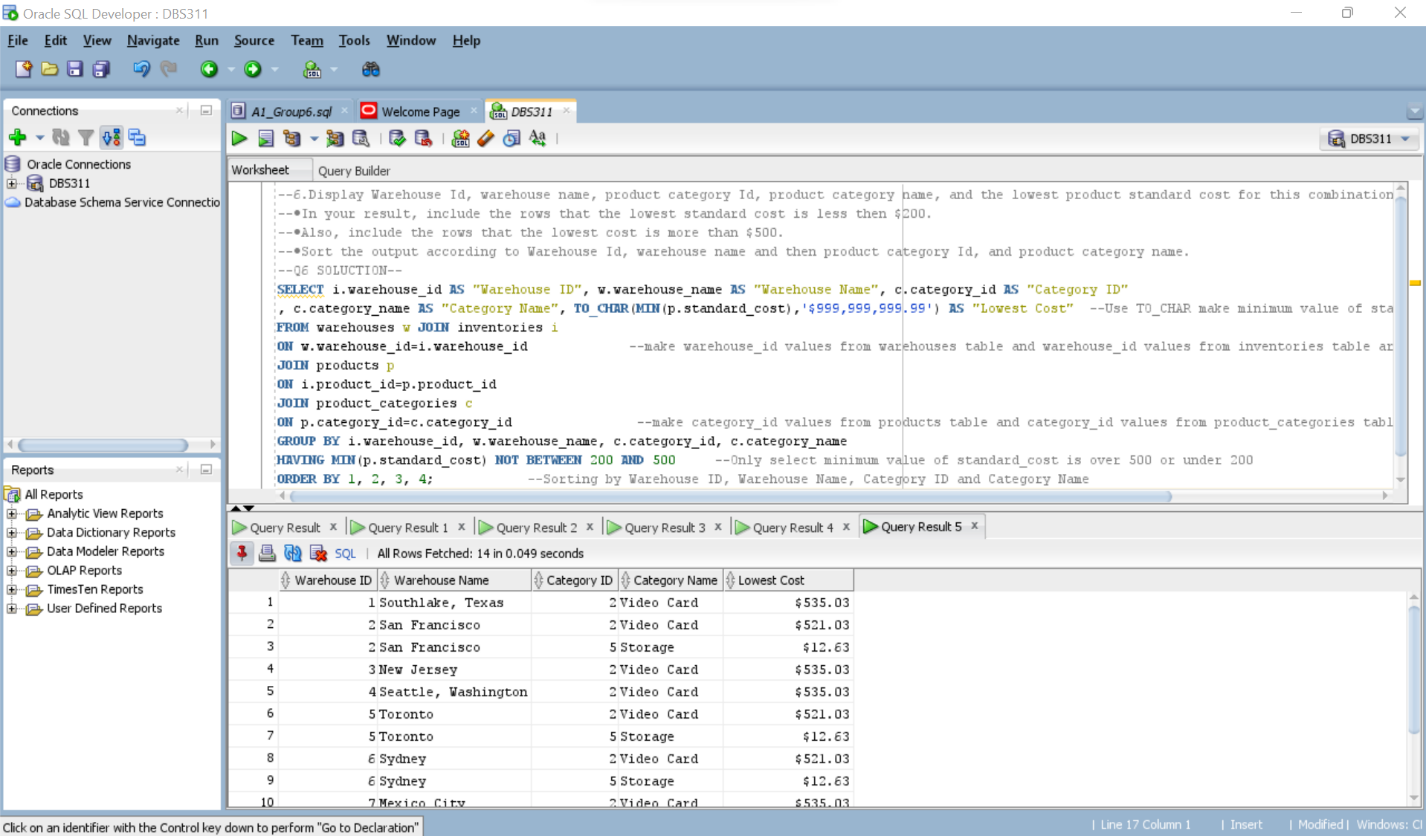 Oracle SQL Developer : DBS311
File Edit View Navigate Run Source Team Tools Window Help
Connections
Oracle Connections
DBS311
Database Schema Service Connectio
Reports
All Reports
Analytic View Reports
Data Dictionary Reports
Data Modeler Reports
OLAP Reports
TimesTen Reports
User Defined Reports
A1_Group6.sql Welcome Page DBS311
DBS311
Worksheet Query Builder
--6.Display Warehouse Id, warehouse name, product category Id, product category name, and the lowest product standard cost for this combination
--•In your result, include the rows that the lowest standard cost is less then $200.
--•Also, include the rows that the lowest cost is more than $500.
--•Sort the output according to Warehouse Id, warehouse name and then product category Id, and product category name.
--Q6 SOLUCTION--
SELECT i.warehouse_id AS "Warehouse ID", w.warehouse_name AS "Warehouse Name", c.category_id AS "Category ID"
, c.category_name AS "Category Name", TO_CHAR(MIN(p.standard_cost),'$999,999,999.99') AS "Lowest Cost" --Use TO_CHAR make minimum value of sta
FROM warehouses w JOIN inventories i
ON w.warehouse_id=i.warehouse_id --make warehouse_id values from warehouses table and warehouse_id values from inventories table ar
JOIN products p
ON i.product_id=p.product_id
JOIN product_categories c
ON p.category_id=c.category_id --make category_id values from products table and category_id values from product_categories tabl
GROUP BY i.warehouse_id, w.warehouse_name, c.category_id, c.category_name
HAVING MIN(p.standard_cost) NOT BETWEEN 200 AND 500 --Only select minimum value of standard_cost is over 500 or under 200
ORDER BY 1, 2, 3, 4; --Sorting by Warehouse ID, Warehouse Name, Category ID and Category Name
Query Result Query Result 1 Query Result 2 Query Result 3 Query Result 4 Query Result 5
SQL All Rows Fetched: 14 in 0.049 seconds
Warehouse ID Warehouse Name Category ID Category Name Lowest Cost
1 1 Southlake, Texas 2 Video Card $535.03
2 2 San Francisco 2 Video Card $521.03
3 2 San Francisco 5 Storage $12.63
4 3 New Jersey 2 Video Card $535.03
5 4 Seattle, Washington 2 Video Card $535.03
6 5 Toronto 2 Video Card $521.03
7 5 Toronto 5 Storage $12.63
8 6 Sydney 2 Video Card $521.03
9 6 Sydney 5 Storage $12.63
10 7 Mexico City 2 Video Card $535.03
Click on an identifier with the Control key down to perform "Go to Declaration"
| Line 17 Column 1 | Insert | Modified | Windows: C